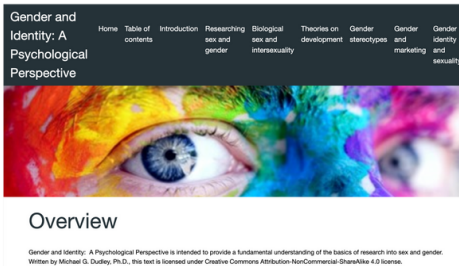 Gender and
Identity: A
Psychological
Perspective
Home
Table of
contents
Introduction
Researching
sex and
gender
Biological
sex and
intersexuality
Theories on
development
Gender
stereotypes
Gender
and
marketing
Gender
identity
and
sexuality
Overview
Gender and Identity: A Psychological Perspective is intended to provide a fundamental understanding of the basics of research into sex and gender.
Written by Michael G. Dudley, Ph.D., this text is licensed under Creative Commons Attribution-NonCommercial-ShareAlike 4.0 license.